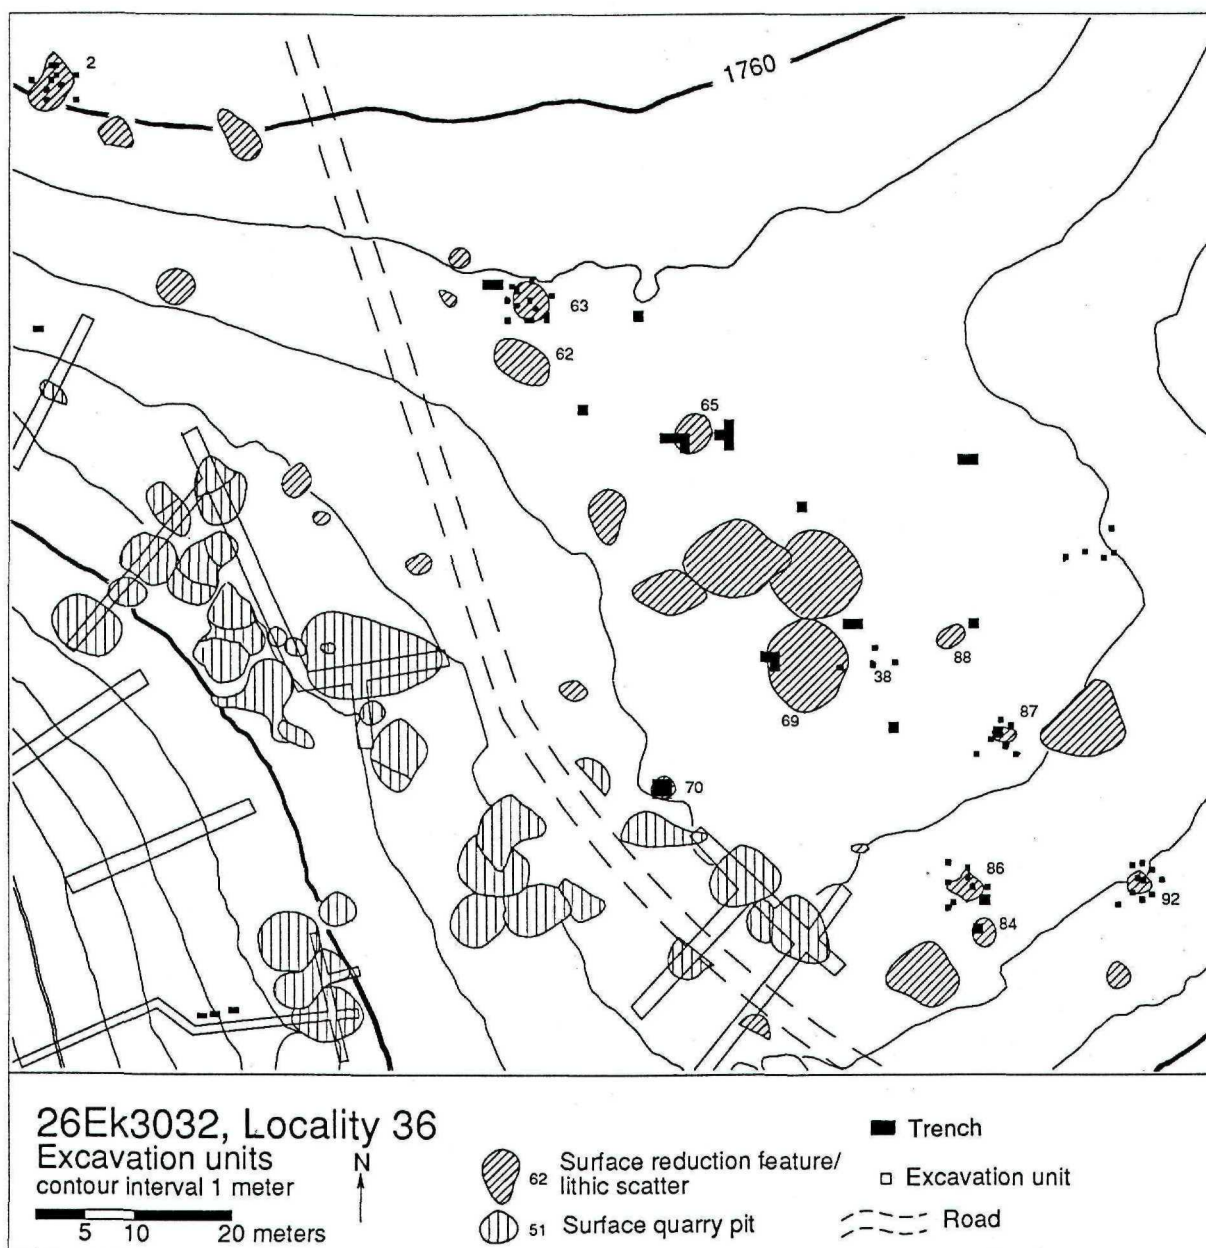 2
1760
63
62
65
38
88
69
87
70
86
92
84
26Ek3032, Locality 36
Excavation units
contour interval 1 meter
N
5 10 20 meters
62 Surface reduction feature/
lithic scatter
51 Surface quarry pit
Trench
Excavation unit
Road